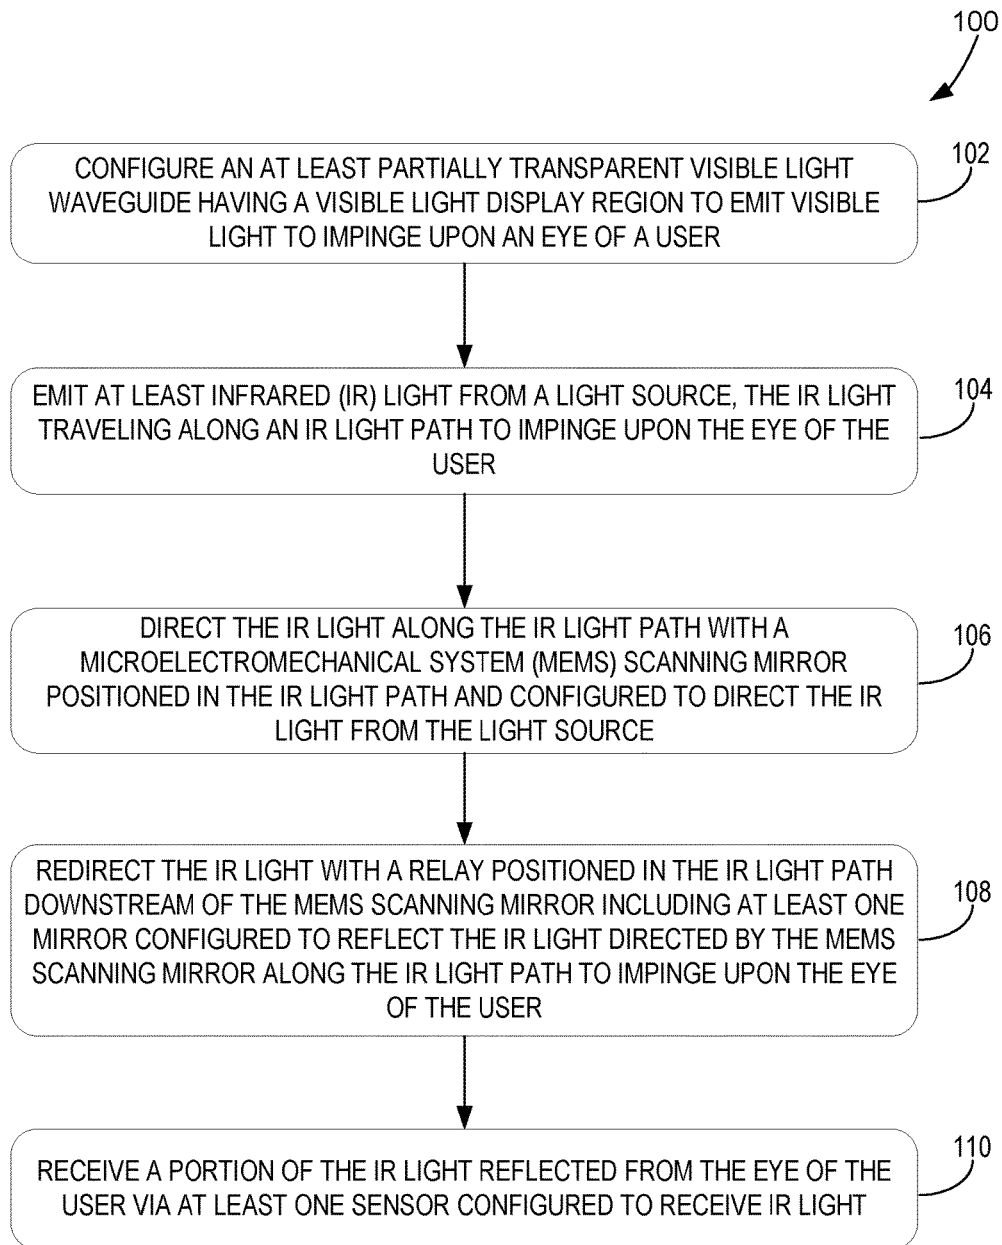 100
CONFIGURE AN AT LEAST PARTIALLY TRANSPARENT VISIBLE LIGHT
WAVEGUIDE HAVING A VISIBLE LIGHT DISPLAY REGION TO EMIT VISIBLE
LIGHT TO IMPINGE UPON AN EYE OF A USER
102
EMIT AT LEAST INFRARED (IR) LIGHT FROM A LIGHT SOURCE, THE IR LIGHT
TRAVELING ALONG AN IR LIGHT PATH TO IMPINGE UPON THE EYE OF THE
USER
104
DIRECT THE IR LIGHT ALONG THE IR LIGHT PATH WITH A
MICROELECTROMECHANICAL SYSTEM (MEMS) SCANNING MIRROR
POSITIONED IN THE IR LIGHT PATH AND CONFIGURED TO DIRECT THE IR
LIGHT FROM THE LIGHT SOURCE
106
REDIRECT THE IR LIGHT WITH A RELAY POSITIONED IN THE IR LIGHT PATH
DOWNSTREAM OF THE MEMS SCANNING MIRROR INCLUDING AT LEAST ONE
MIRROR CONFIGURED TO REFLECT THE IR LIGHT DIRECTED BY THE MEMS
SCANNING MIRROR ALONG THE IR LIGHT PATH TO IMPINGE UPON THE EYE
OF THE USER
108
RECEIVE A PORTION OF THE IR LIGHT REFLECTED FROM THE EYE OF THE
USER VIA AT LEAST ONE SENSOR CONFIGURED TO RECEIVE IR LIGHT
110